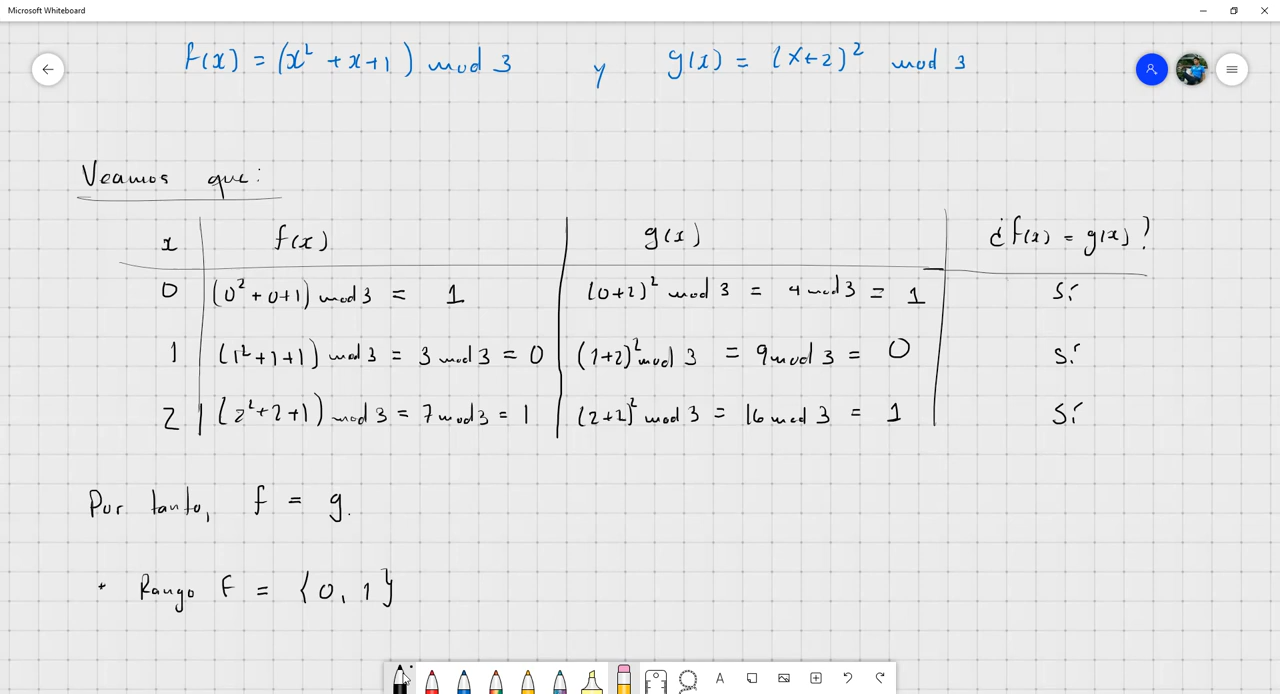 Microsoft Whiteboard
f(x) = (x² + x + 1) mod 3 y g(x) = (x+2)² mod 3
Veamos que:
x f(x) g(x) ¿f(x) = g(x)?
0 (0² + 0+1) mod 3 = 1 (0+2)² mod 3 = 4 mod 3 = 1 Sí
1 (1²+1+1) mod 3 = 3 mod 3 = 0 (1+2)² mod 3 = 9 mod 3 = 0 Sí
2 (2²+2+1) mod 3 = 7 mod 3 = 1 (2+2)² mod 3 = 16 mod 3 = 1 Sí
Por tanto, f = g.
* Rango F = {0, 1}